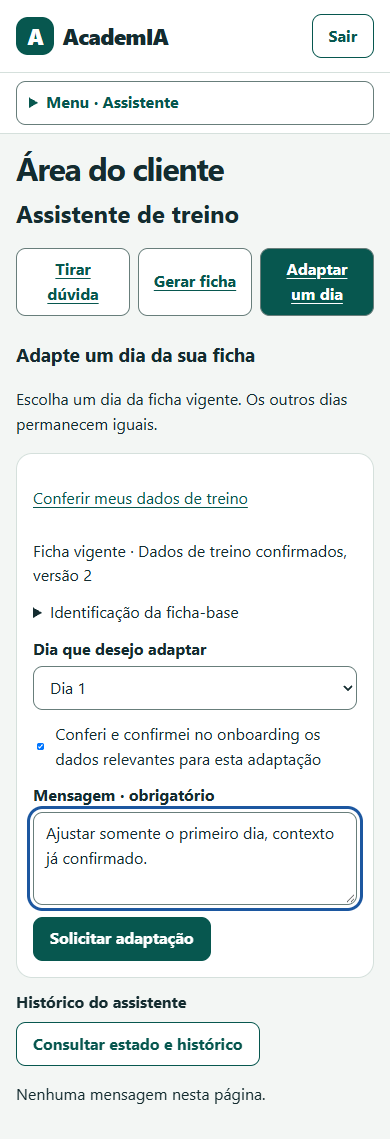 A AcademIA
Sair
▶ Menu · Assistente
Área do cliente
Assistente de treino
Tirar
dúvida
Gerar ficha
Adaptar
um dia
Adapte um dia da sua ficha
Escolha um dia da ficha vigente. Os outros dias
permanecem iguais.
Conferir meus dados de treino
Ficha vigente · Dados de treino confirmados,
versão 2
▶ Identificação da ficha-base
Dia que desejo adaptar
Dia 1
Conferi e confirmei no onboarding os
dados relevantes para esta adaptação
Mensagem · obrigatório
Ajustar somente o primeiro dia, contexto
já confirmado.
Solicitar adaptação
Histórico do assistente
Consultar estado e histórico
Nenhuma mensagem nesta página.